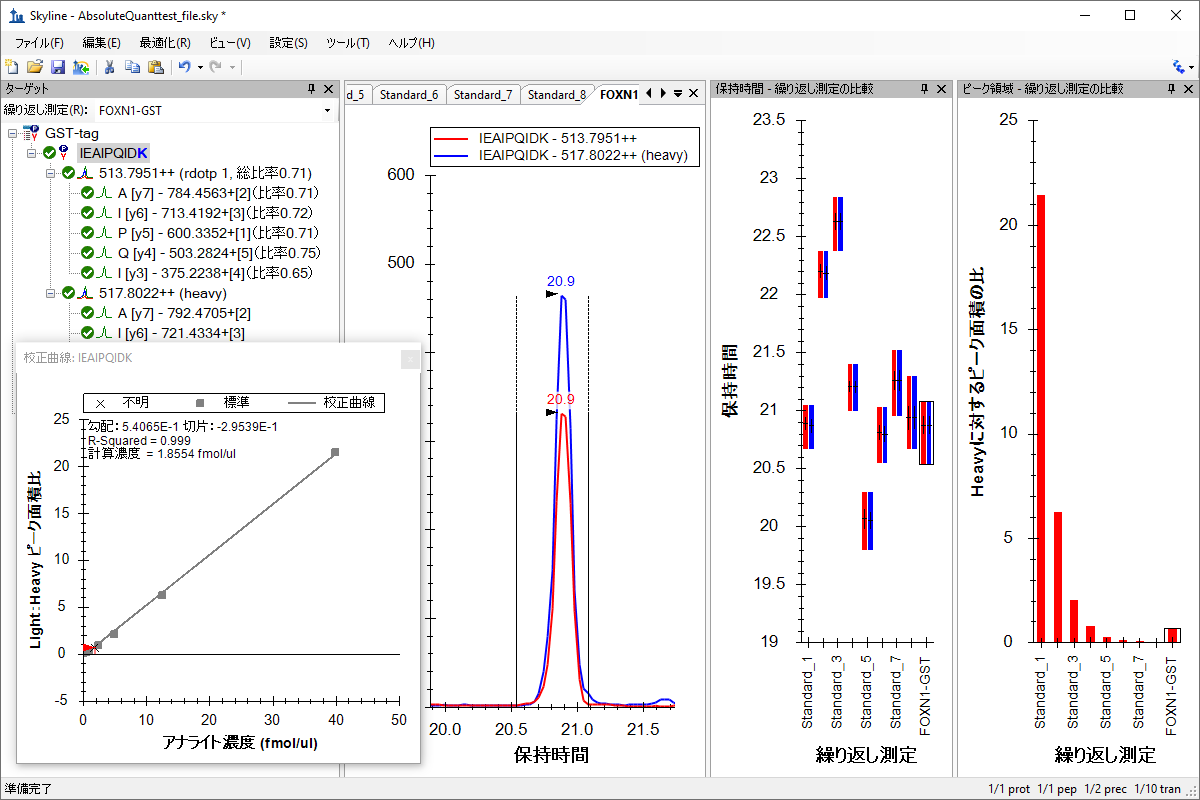 Skyline - AbsoluteQuanttest_file.sky *
ファイル(F) 編集(E) 最適化(R) ビュー(V) 設定(S) ツール(T) ヘルプ(H)
ターゲット
繰り返し測定(R): FOXN1-GST
GST-tag
IEAIPQIDK
513.7951++ (rdotp 1, 総比率0.71)
A [y7] - 784.4563+[2](比率0.71)
I [y6] - 713.4192+[3](比率0.72)
P [y5] - 600.3352+[1](比率0.71)
Q [y4] - 503.2824+[5](比率0.75)
I [y3] - 375.2238+[4](比率0.65)
517.8022++ (heavy)
A [y7] - 792.4705+[2]
I [y6] - 721.4334+[3]
校正曲線: IEAIPQIDK
不明 標準 校正曲線
勾配: 5.4065E-1 切片: -2.9539E-1
R-Squared = 0.999
計算濃度 = 1.8554 fmol/ul
Light:Heavy ピーク面積比
25
20
15
10
5
0
-5
0 10 20 30 40 50
アナライト濃度 (fmol/ul)
d_5 Standard_6 Standard_7 Standard_8 FOXN1
IEAIPQIDK - 513.7951++
IEAIPQIDK - 517.8022++ (heavy)
600
500
20.9
20.9
20.0 20.5 21.0 21.5
保持時間
保持時間 - 繰り返し測定の比較
保持時間
23.5
23
22.5
22
21.5
21
20.5
20
19.5
19
Standard_1 Standard_3 Standard_5 Standard_7 FOXN1-GST
繰り返し測定
ピーク領域 - 繰り返し測定の比較
Heavyに対するピーク面積の比
25
20
15
10
5
0
Standard_1 Standard_3 Standard_5 Standard_7 FOXN1-GST
繰り返し測定
準備完了
1/1 prot 1/1 pep 1/2 prec 1/10 tran